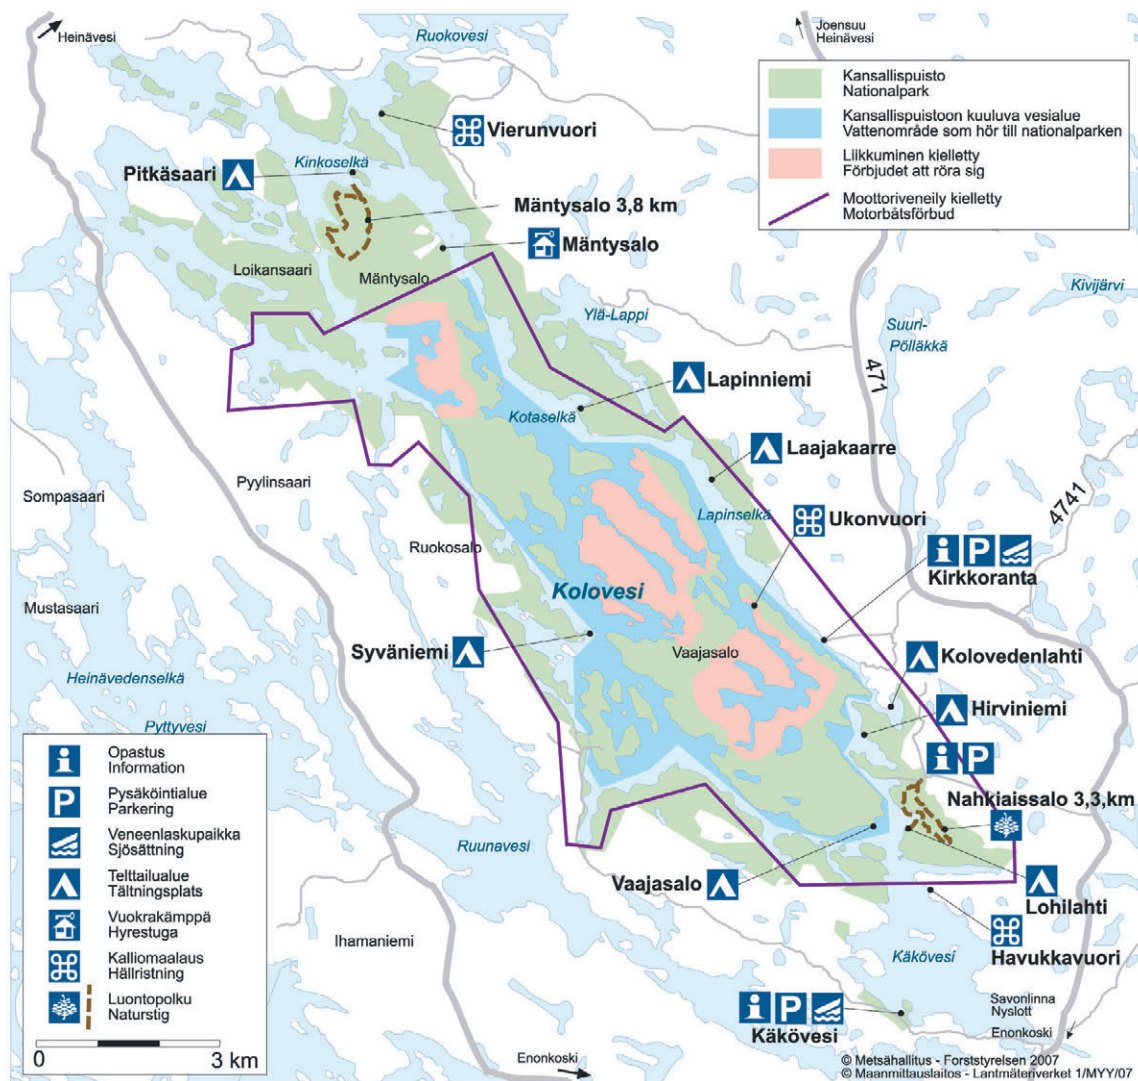 Heinävesi
Ruokovesi
Joensuu
Heinävesi
Kansallispuisto
Nationalpark
Kansallispuistoon kuuluva vesialue
Vattenområde som hör till nationalparken
Liikkuminen kielletty
Förbjudet att röra sig
Moottoriveneily kielletty
Motorbåtsförbud
Vierunvuori
Kinkoselkä
Pitkäsaari
Mäntysalo 3,8 km
Mäntysalo
Loikansaari
Mäntysalo
Ylä-Lappi
Kivijärvi
Suuri-
Pölläkkä
471
Lapinniemi
Kotaselkä
Laajakaarre
Pyylinsaari
Sompasaari
Lapinselkä
4741
Ukonvuori
Ruokosalo
Kirkkoranta
Kolovesi
Mustasaari
Syväniemi
Vaajasalo
Kolovedenlahti
Heinävedenselkä
Hirviniemi
Pyttyvesi
Opastus
Information
Pysäköintialue
Parkering
Veneenlaskupaikka
Sjösättning
Telttailualue
Tältningsplats
Vuokrakämppä
Hyrestuga
Kalliomaalaus
Hällristning
Luontopolku
Naturstig
0 3 km
P
P
Nahkiaissalo 3,3 km
Ruunavesi
Vaajasalo
Lohilahti
Ihamaniemi
Havukkavuori
Käkövesi
P
P
Käkövesi
Savonlinna
Nyslott
Enonkoski
Enonkoski
© Metsähallitus - Forststyrelsen 2007
© Maanmittauslaitos - Lantmäteriverket 1/MYY/07